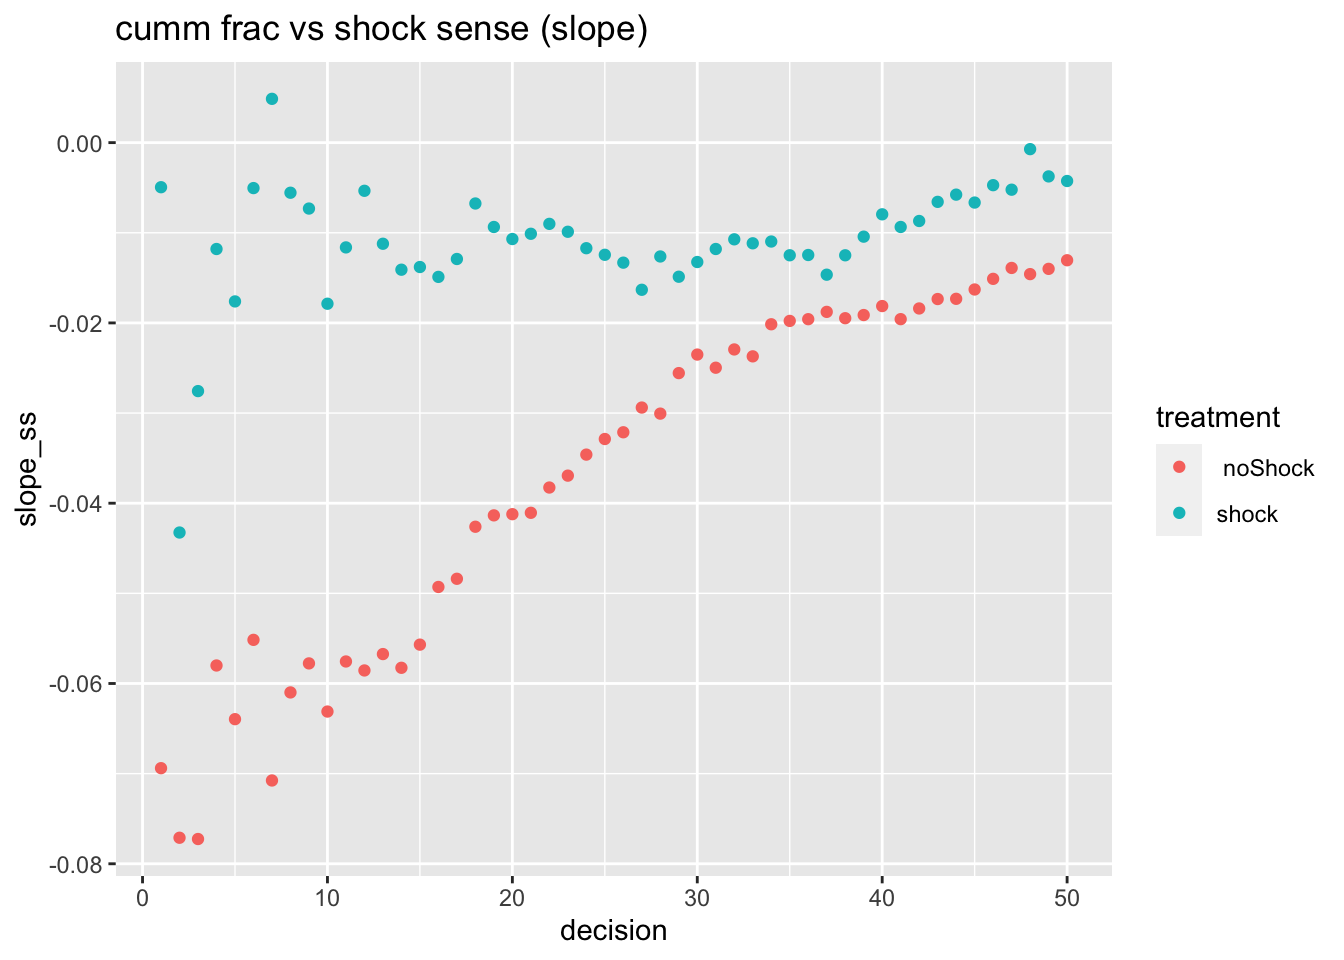 cumm frac vs shock sense (slope)
0.00
-0.02
-0.04
-0.06
-0.08
slope_ss
0 10 20 30 40 50
decision
treatment
noShock
shock